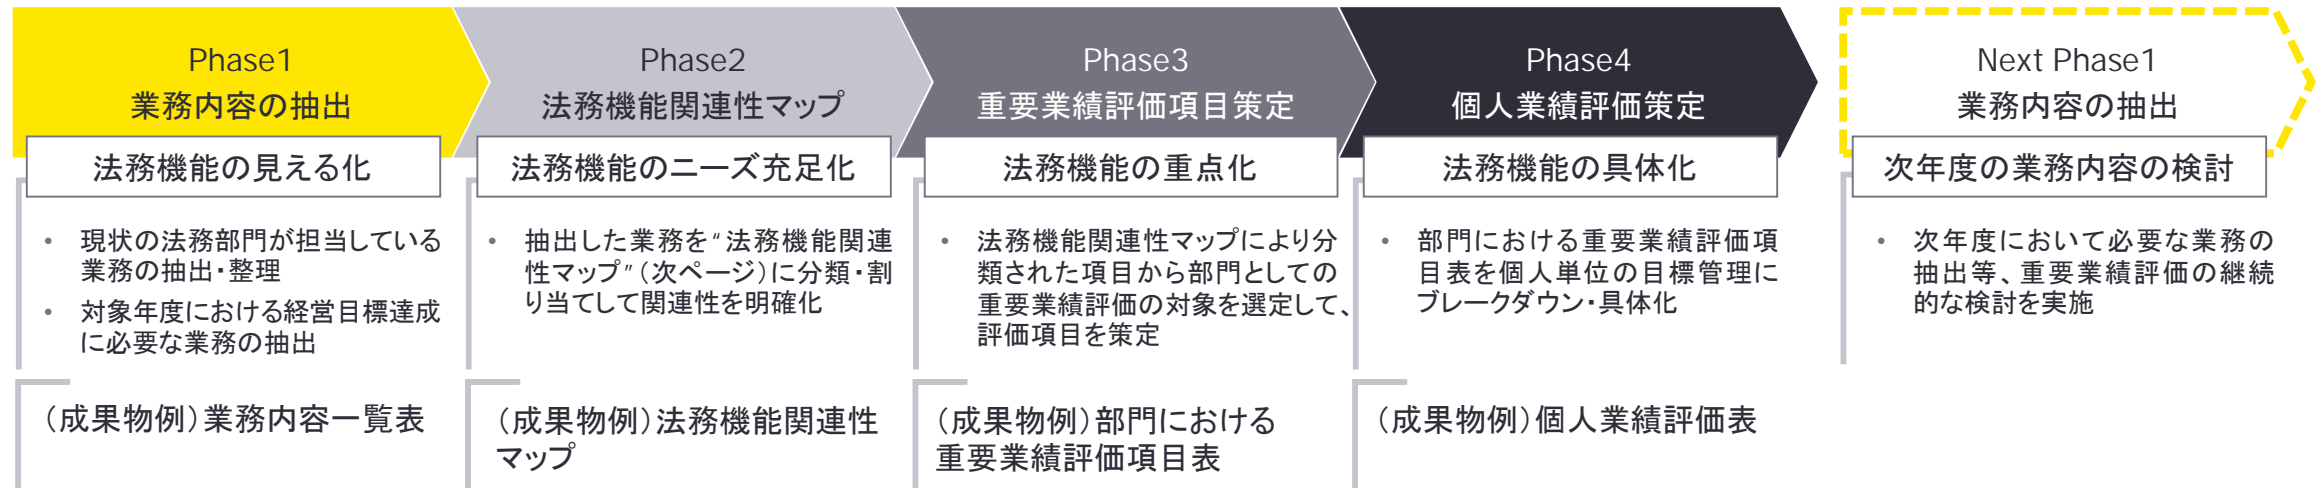 Phase1
業務内容の抽出
法務機能の見える化
• 現状の法務部門が担当している
業務の抽出・整理
• 対象年度における経営目標達成
に必要な業務の抽出
（成果物例）業務内容一覧表
Phase2
法務機能関連性マップ
法務機能のニーズ充足化
• 抽出した業務を“法務機能関連
性マップ”（次ページ）に分類・割
り当てして関連性を明確化
（成果物例）法務機能関連性
マップ
Phase3
重要業績評価項目策定
法務機能の重点化
• 法務機能関連性マップにより分
類された項目から部門としての
重要業績評価の対象を選定して、
評価項目を策定
（成果物例）部門における
重要業績評価項目表
Phase4
個人業績評価策定
法務機能の具体化
• 部門における重要業績評価項
目表を個人単位の目標管理に
ブレークダウン・具体化
（成果物例）個人業績評価表
Next Phase1
業務内容の抽出
次年度の業務内容の検討
• 次年度において必要な業務の
抽出等、重要業績評価の継続
的な検討を実施